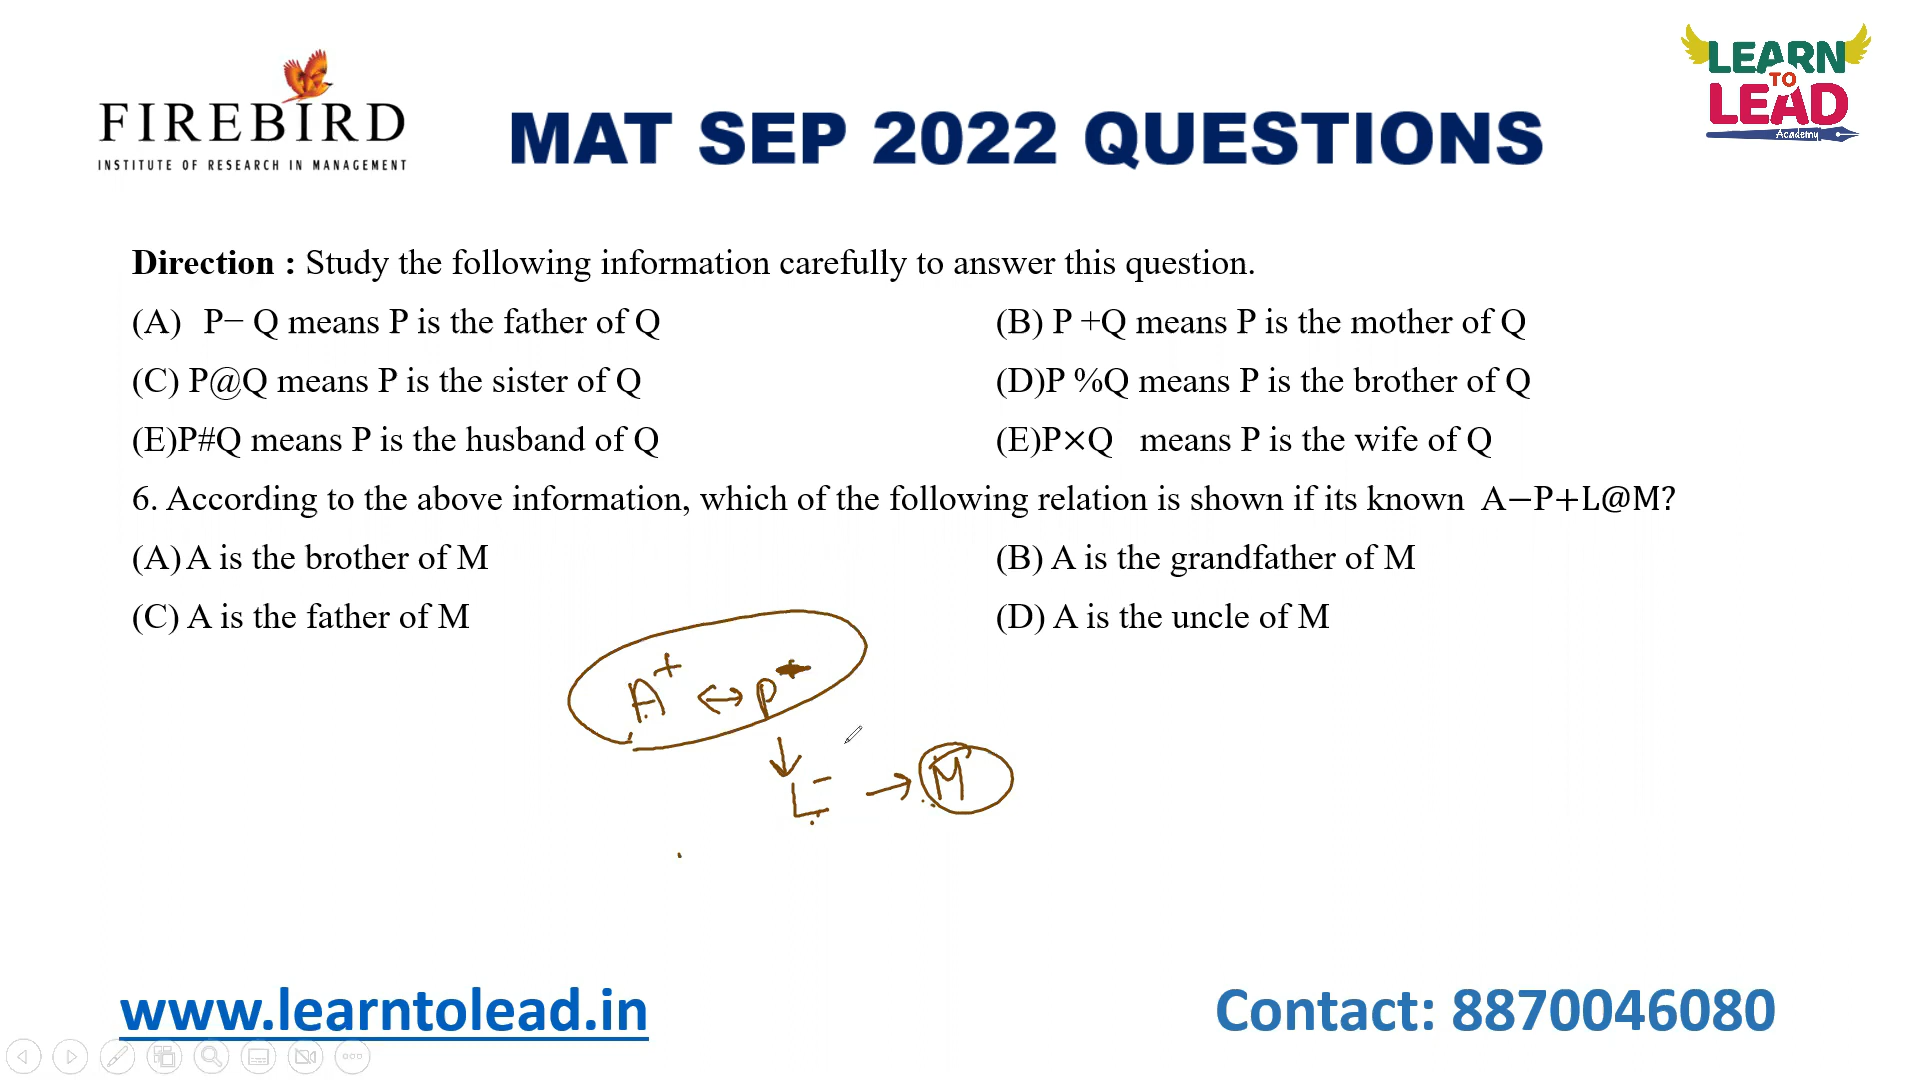 FIREBIRD
INSTITUTE OF RESEARCH IN MANAGEMENT
MAT SEP 2022 QUESTIONS
LEARN
TO
LEAD
Academy
Direction : Study the following information carefully to answer this question.
(A) P− Q means P is the father of Q (B) P +Q means P is the mother of Q
(C) P@Q means P is the sister of Q (D)P %Q means P is the brother of Q
(E)P#Q means P is the husband of Q (E)P×Q means P is the wife of Q
6. According to the above information, which of the following relation is shown if its known A−P+L@M?
(A) A is the brother of M (B) A is the grandfather of M
(C) A is the father of M (D) A is the uncle of M
A+ ↔ P-
↓
L- → M
www.learntolead.in Contact: 8870046080